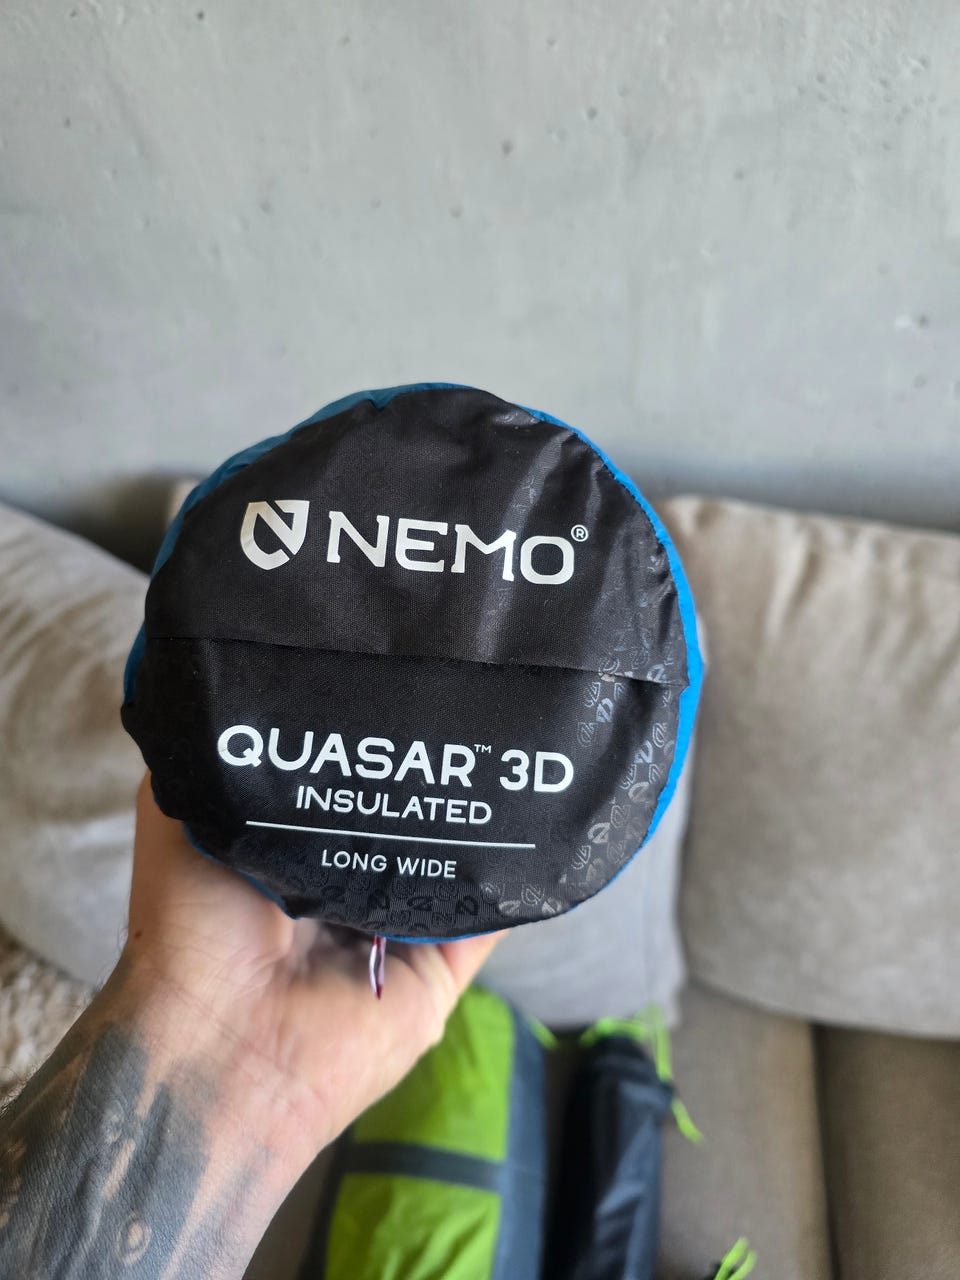 NEMO®
QUASAR™ 3D
INSULATED
LONG WIDE